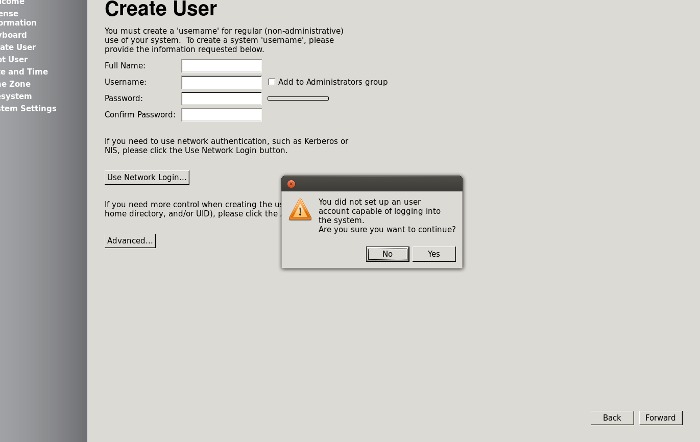 come
ense
ormation
yboard
ate User
ot User
te and Time
ne Zone
esystem
stem Settings
Create User
You must create a 'username' for regular (non-administrative)
use of your system.  To create a system 'username', please
provide the information requested below.
Full Name:
Username:
Add to Administrators group
Password:
Confirm Password:
If you need to use network authentication, such as Kerberos or
NIS, please click the Use Network Login button.
Use Network Login...
If you need more control when creating the us
home directory, and/or UID), please click the
Advanced...
You did not set up an user
account capable of logging into
the system.
Are you sure you want to continue?
No
Yes
Back
Forward